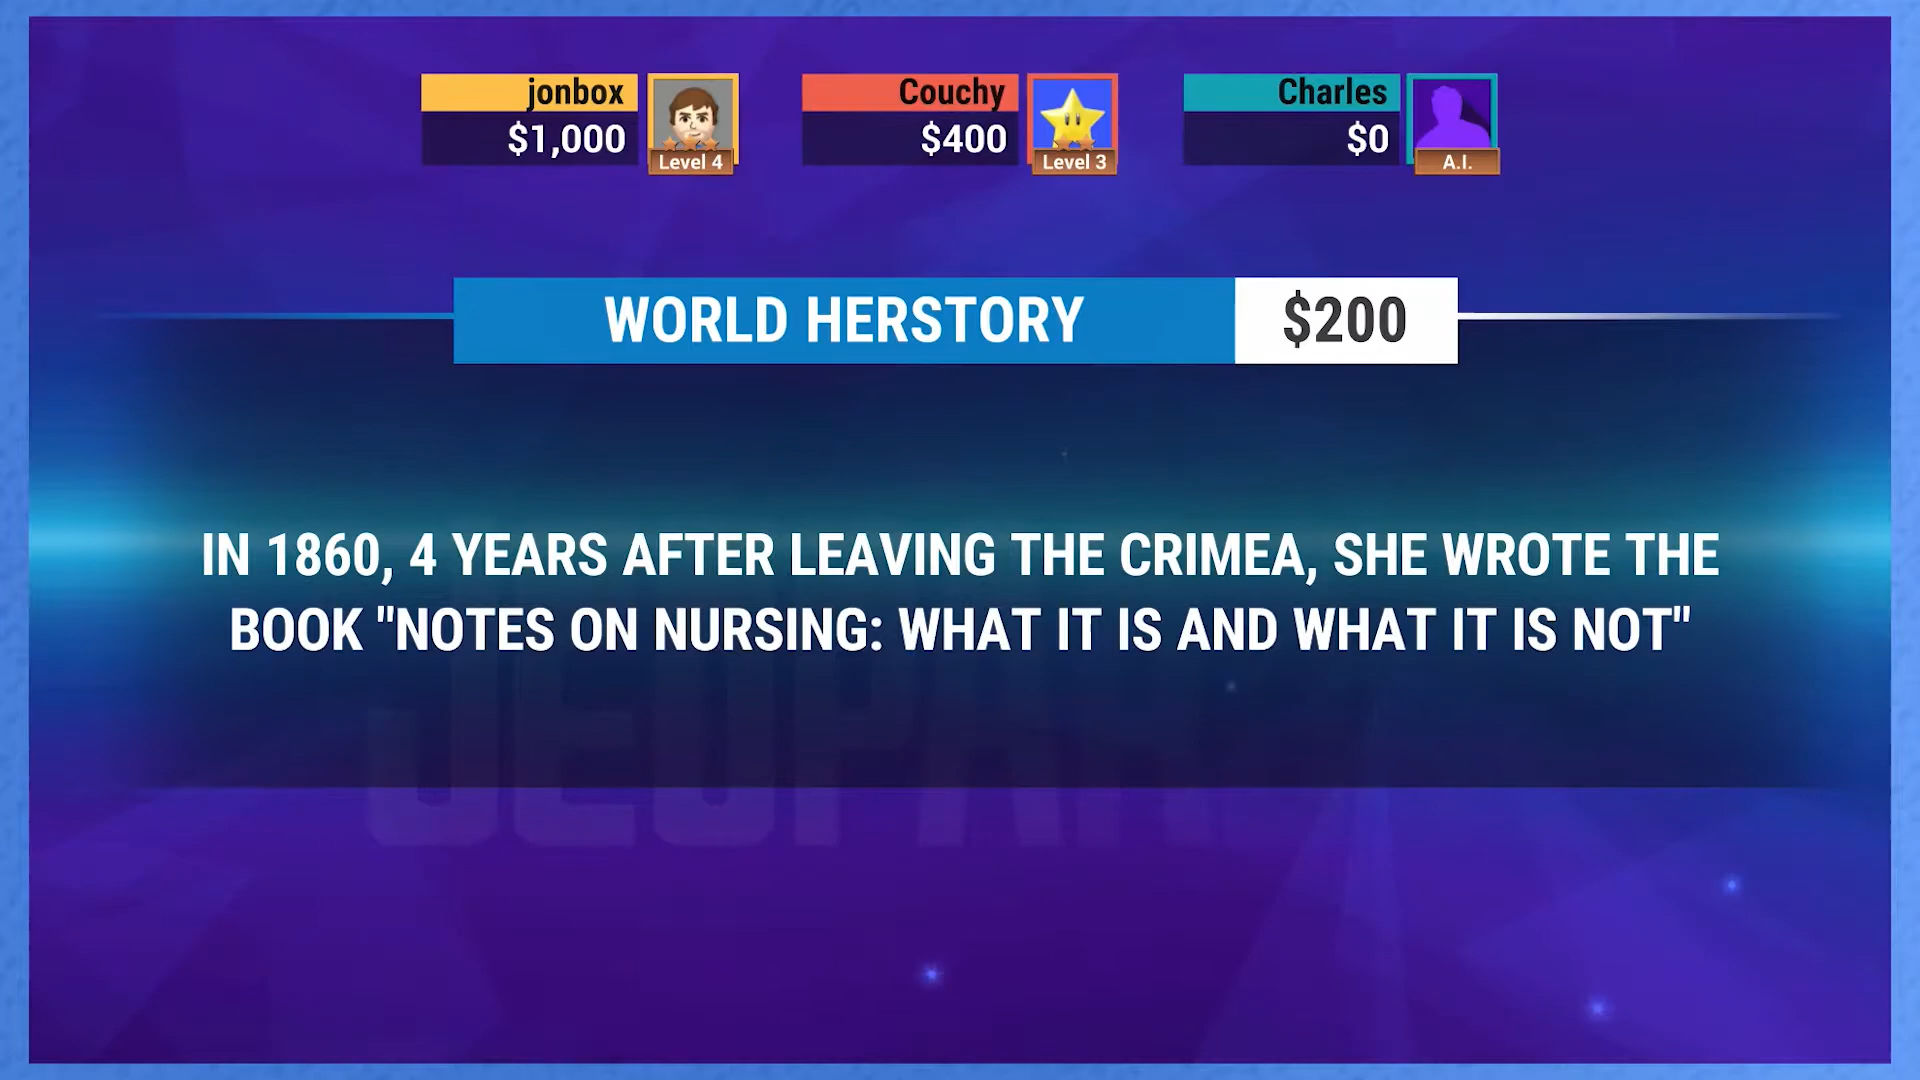 jonbox
$1,000
Level 4
Couchy
$400
Level 3
Charles
$0
A.I.
WORLD HERSTORY
$200
IN 1860, 4 YEARS AFTER LEAVING THE CRIMEA, SHE WROTE THE
BOOK "NOTES ON NURSING: WHAT IT IS AND WHAT IT IS NOT"